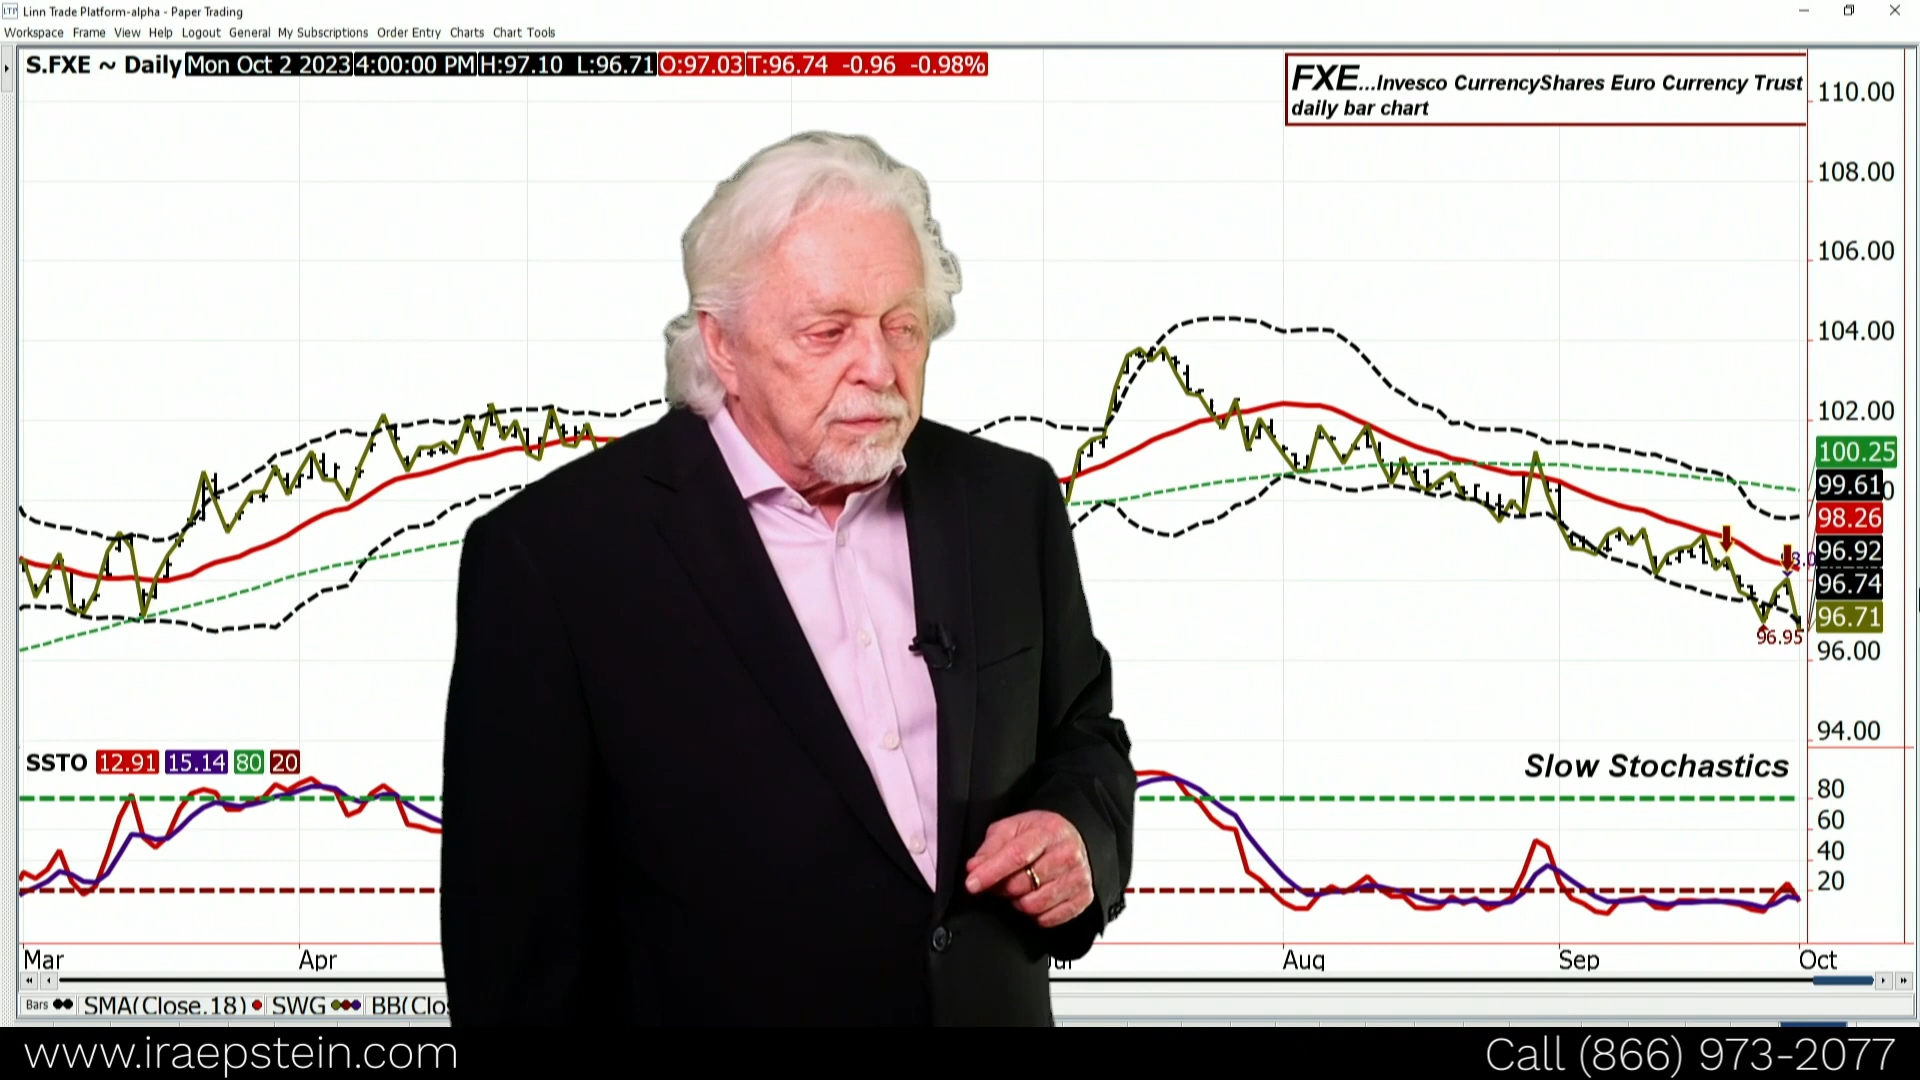 LTP Linn Trade Platform-alpha - Paper Trading
Workspace Frame View Help Logout General My Subscriptions Order Entry Charts Chart Tools
S.FXE ~ Daily Mon Oct 2 2023 4:00:00 PM H:97.10 L:96.71 O:97.03 T:96.74 -0.96 -0.98%
FXE...Invesco CurrencyShares Euro Currency Trust
daily bar chart
110.00
108.00
106.00
104.00
102.00
100.25
99.61
98.26
96.92
96.74
96.71
96.95
96.00
94.00
SSTO 12.91 15.14 80 20
Slow Stochastics
80
60
40
20
Mar Apr Aug Sep Oct
Bars SMA(Close.18) SWG BB(Clo
www.iraepstein.com
Call (866) 973-2077